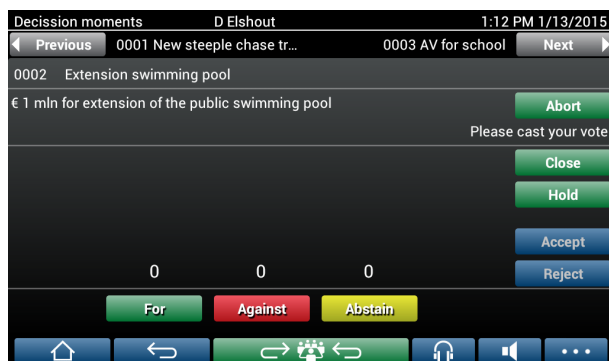 Decission moments D Elshout 1:12 PM 1/13/2015
Previous 0001 New steeple chase tr... 0003 AV for school Next
0002 Extension swimming pool
€ 1 mln for extension of the public swimming pool
Abort
Please cast your vote
Close
Hold
Accept
0 0 0 Reject
For Against Abstain